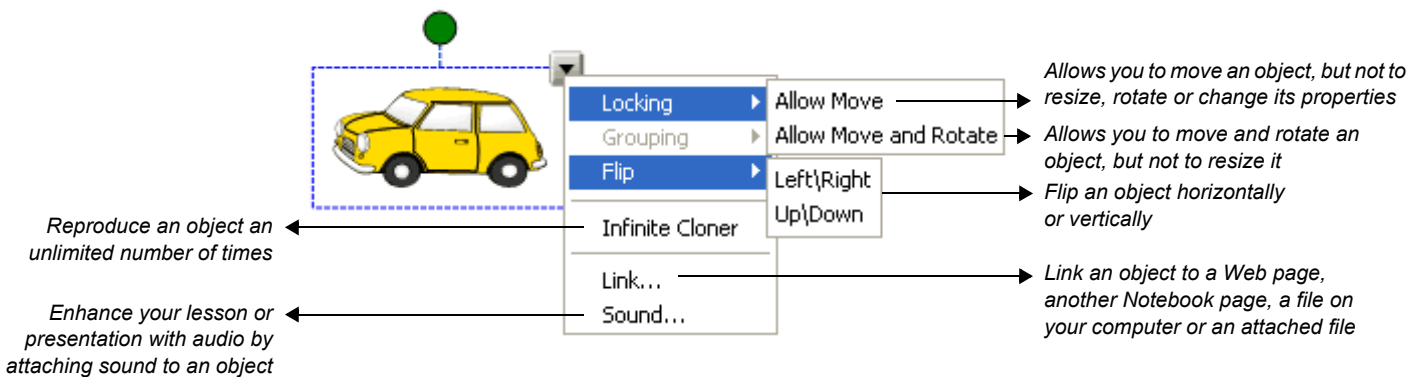 Locking
Grouping
Flip
Infinite Cloner
Link...
Sound...
Allow Move
Allow Move and Rotate
Left\Right
Up\Down
Allows you to move an object, but not to
resize, rotate or change its properties
Allows you to move and rotate an
object, but not to resize it
Flip an object horizontally
or vertically
Link an object to a Web page,
another Notebook page, a file on
your computer or an attached file
Reproduce an object an
unlimited number of times
Enhance your lesson or
presentation with audio by
attaching sound to an object